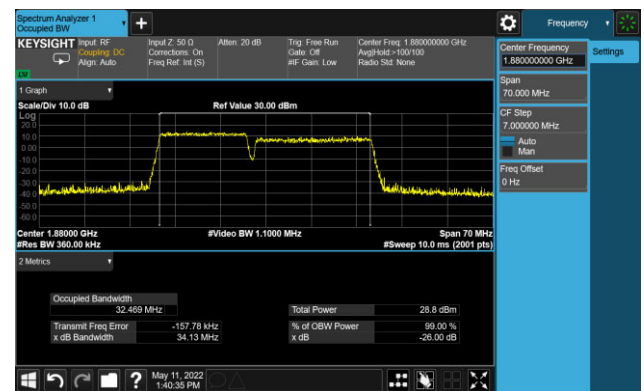 Spectrum Analyzer 1
Occupied BW
Frequency
KEYSIGHT
Input: RF
Coupling: DC
Align: Auto
Input Z: 50 Ω
Corrections: On
Freq Ref: Int (S)
Atten: 20 dB
Trig: Free Run
Gate: Off
#IF Gain: Low
Center Freq: 1.880000000 GHz
Avg|Hold:>100/100
Radio Std: None
Center Frequency
1.880000000 GHz
Settings
Span
70.000 MHz
CF Step
7.000000 MHz
Auto
Man
Freq Offset
0 Hz
1 Graph
Scale/Div 10.0 dB
Ref Value 30.00 dBm
Log
20.0
10.0
0.00
-10.0
-20.0
-30.0
-40.0
-50.0
-60.0
Center 1.88000 GHz
#Video BW 1.1000 MHz
Span 70 MHz
#Res BW 360.00 kHz
#Sweep 10.0 ms (2001 pts)
2 Metrics
Occupied Bandwidth
32.469 MHz
Total Power
28.8 dBm
Transmit Freq Error
-157.78 kHz
% of OBW Power
99.00 %
x dB Bandwidth
34.13 MHz
x dB
-26.00 dB
?
May 11, 2022
1:40:35 PM